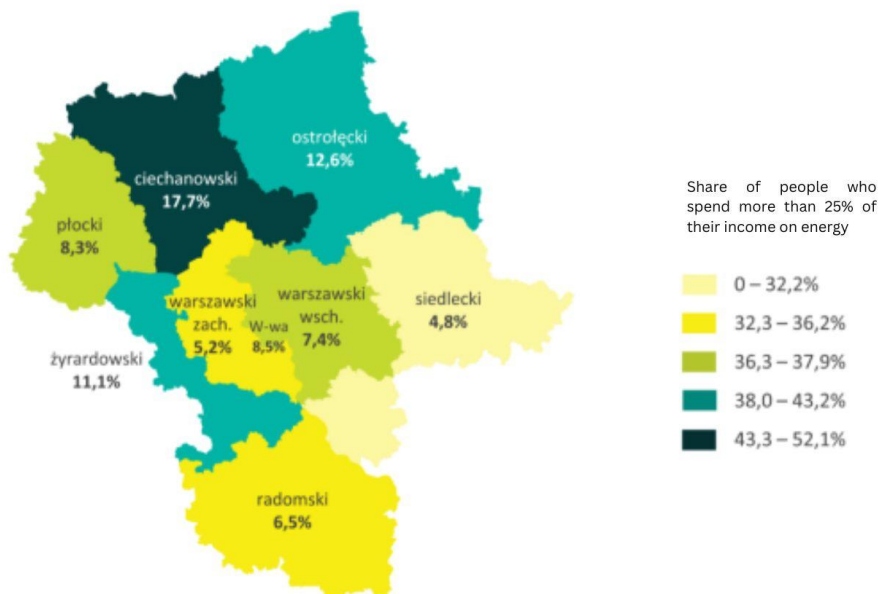 ostrołęcki
12,6%
ciechanowski
17,7%
płocki
8,3%
warszawski
zach.
5,2%
W-wa
8,5%
warszawski
wsch.
7,4%
siedlecki
4,8%
żyrardowski
11,1%
radomski
6,5%
Share of people who
spend more than 25% of
their income on energy
0 – 32,2%
32,3 – 36,2%
36,3 – 37,9%
38,0 – 43,2%
43,3 – 52,1%